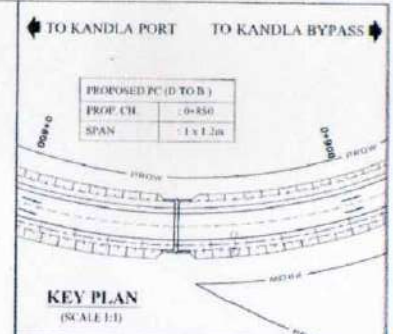 TO KANDLA PORT
TO KANDLA BYPASS
PROPOSED PC (D TO B)
PROP. CH. : 0+850
SPAN : 1 x 1.2m
0+800
0+900
PROW
PROW
PROW
KEY PLAN
(SCALE 1:1)